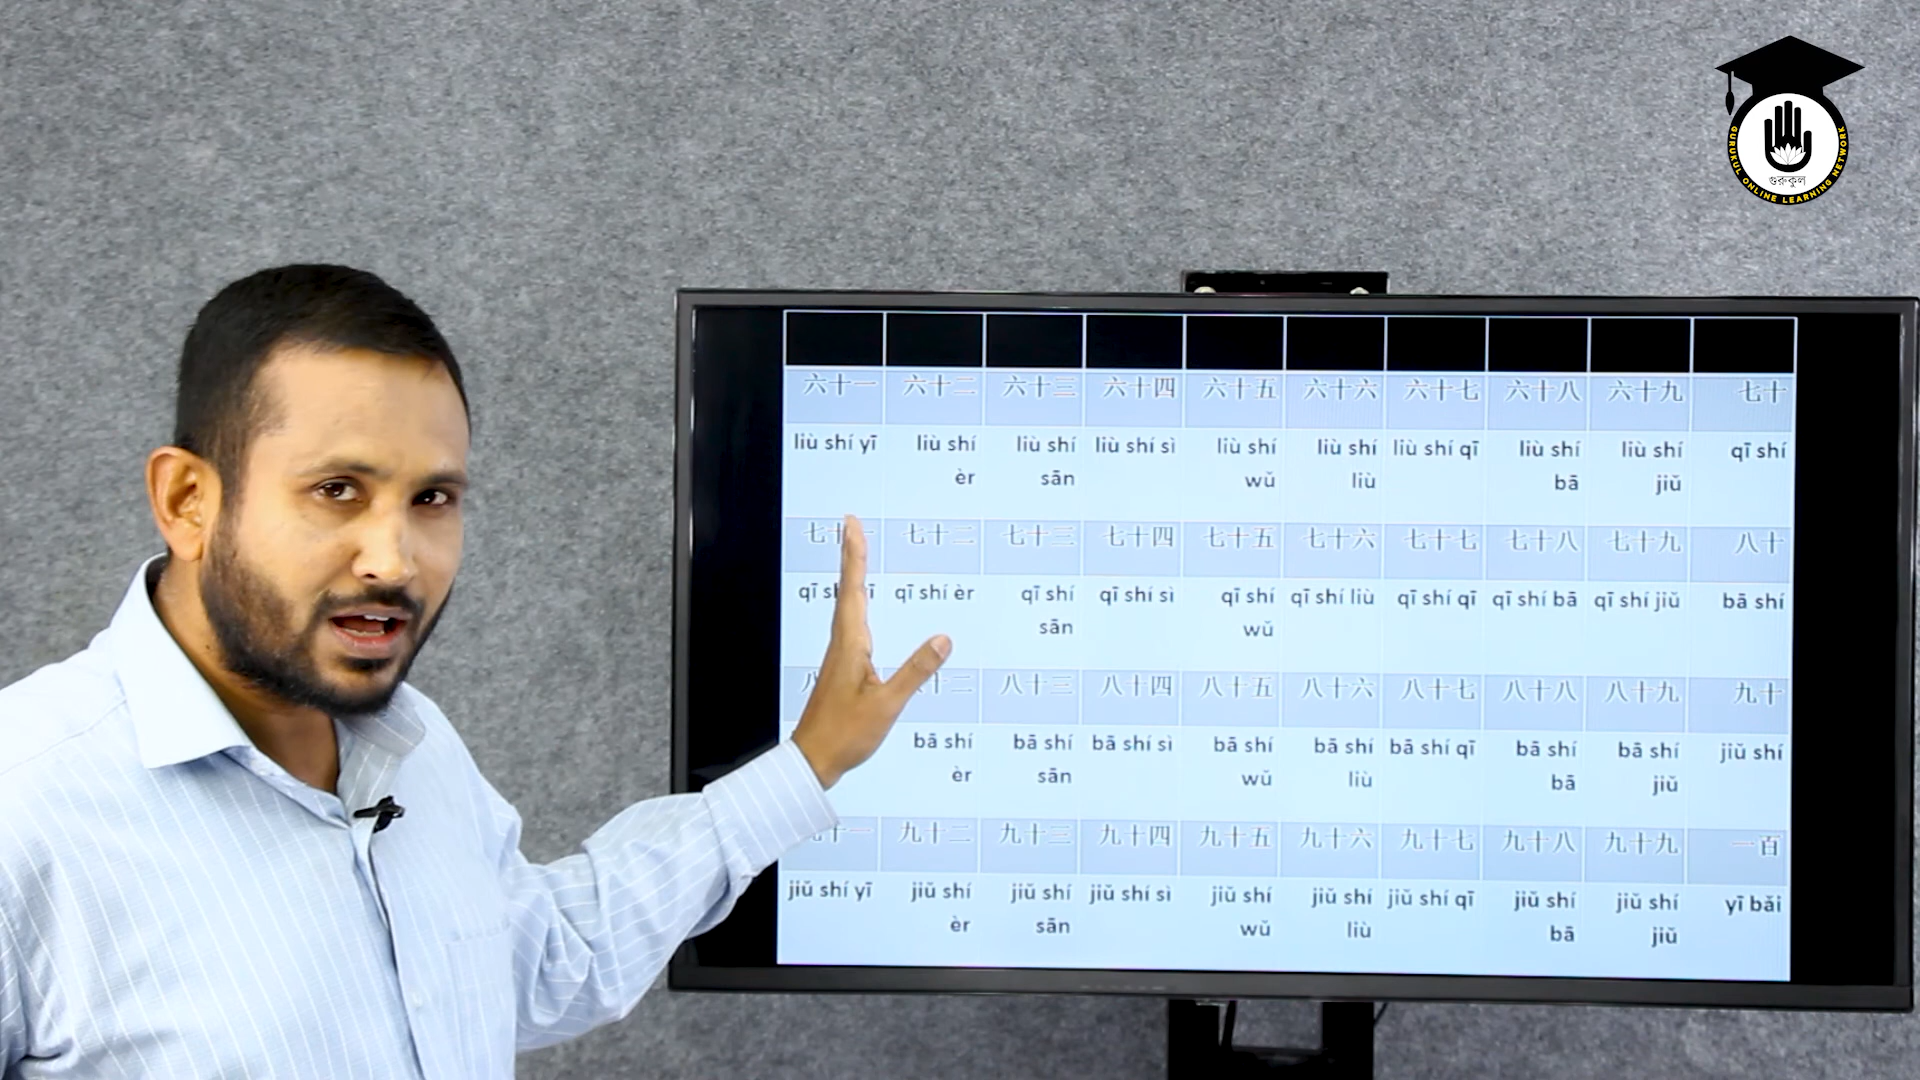 GURUKUL ONLINE LEARNING NETWORK
গুরুকুল
六十一 六十二 六十三 六十四 六十五 六十六 六十七 六十八 六十九 七十
liù shí yī liù shí èr liù shí sān liù shí sì liù shí wǔ liù shí liù liù shí qī liù shí bā liù shí jiǔ qī shí
七十一 七十二 七十三 七十四 七十五 七十六 七十七 七十八 七十九 八十
qī qī shí èr qī shí sān qī shí sì qī shí wǔ qī shí liù qī shí qī qī shí bā qī shí jiǔ bā shí
八十三 八十四 八十五 八十六 八十七 八十八 八十九 九十
bā shí èr bā shí sān bā shí sì bā shí wǔ bā shí liù bā shí qī bā shí bā bā shí jiǔ jiǔ shí
九十一 九十二 九十三 九十四 九十五 九十六 九十七 九十八 九十九 一百
jiǔ shí yī jiǔ shí èr jiǔ shí sān jiǔ shí sì jiǔ shí wǔ jiǔ shí liù jiǔ shí qī jiǔ shí bā jiǔ shí jiǔ yī bǎi